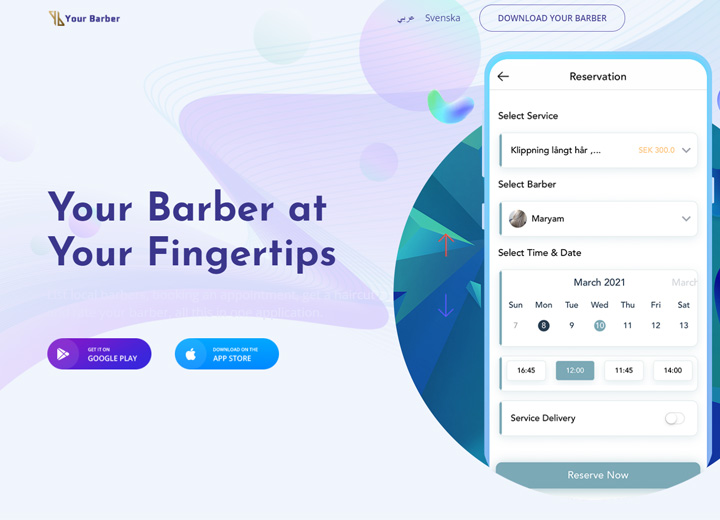 Your Barber
عربي
Svenska
DOWNLOAD YOUR BARBER
Your Barber at
Your Fingertips
GET IT ON
GOOGLE PLAY
DOWNLOAD ON THE
APP STORE
Reservation
Select Service
Klippning långt hår ,...
SEK 300.0
Select Barber
Maryam
Select Time & Date
March 2021
March
Sun Mon Tue Wed Thu Fri Sat
7 8 9 10 11 12 13
16:45 12:00 11:45 14:00
Service Delivery
Reserve Now